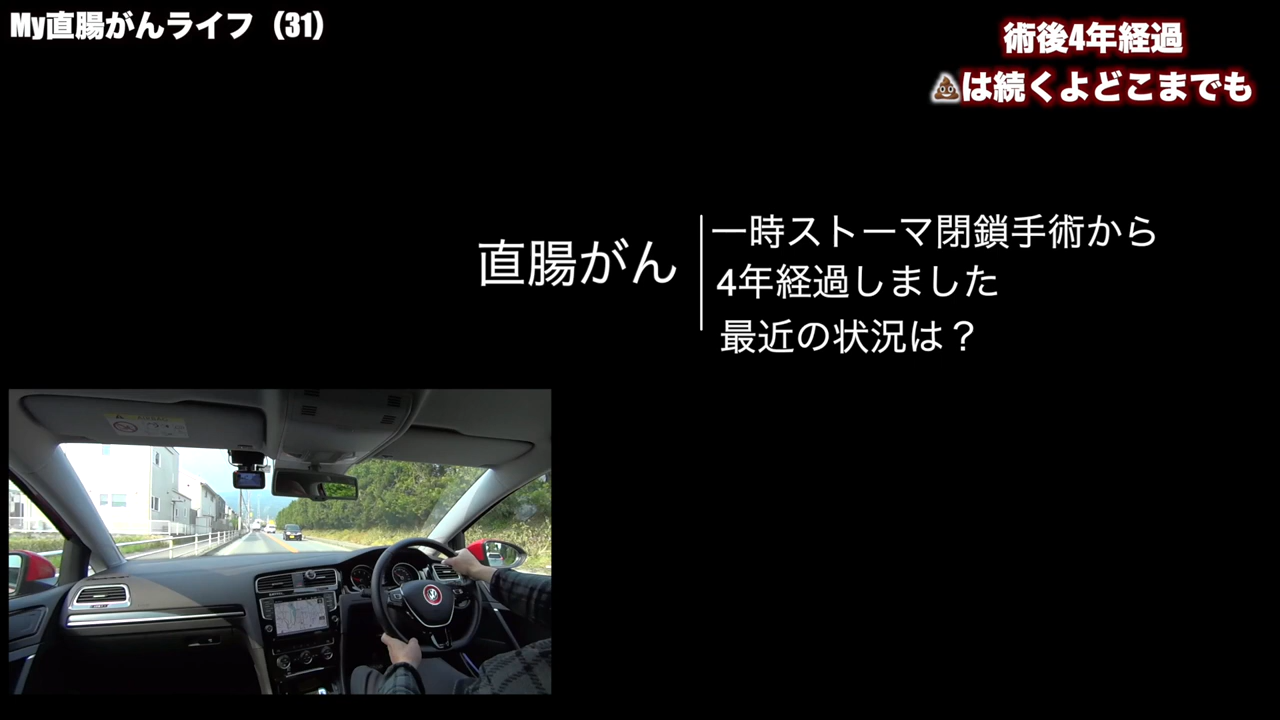 My直腸がんライフ（31）
術後4年経過
💩は続くよどこまでも
直腸がん
一時ストーマ閉鎖手術から
4年経過しました
最近の状況は？